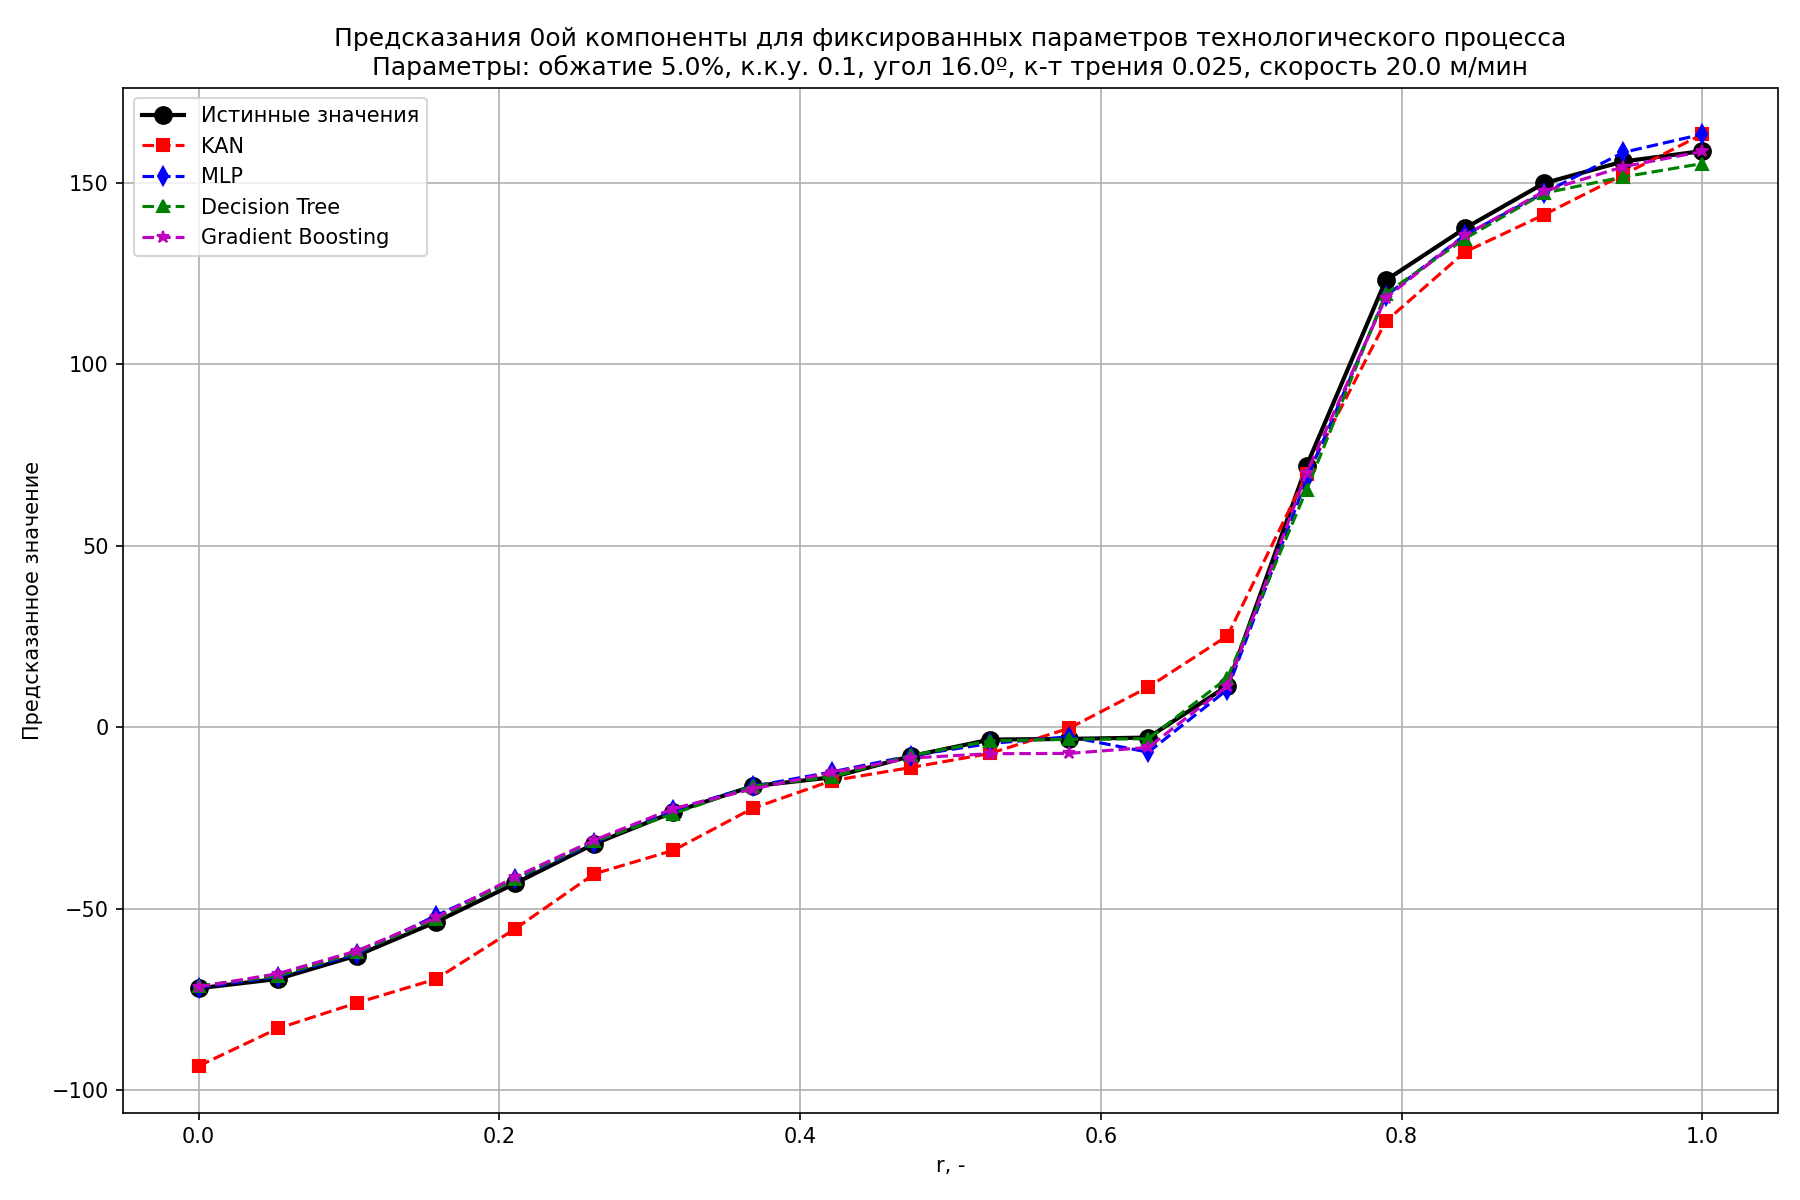 Предсказания 0ой компоненты для фиксированных параметров технологического процесса
Параметры: обжатие 5.0%, к.к.у. 0.1, угол 16.0º, к-т трения 0.025, скорость 20.0 м/мин
Истинные значения
KAN
MLP
Decision Tree
Gradient Boosting
Предсказанное значение
150
100
50
0
−50
−100
0.0
0.2
0.4
0.6
0.8
1.0
r, -